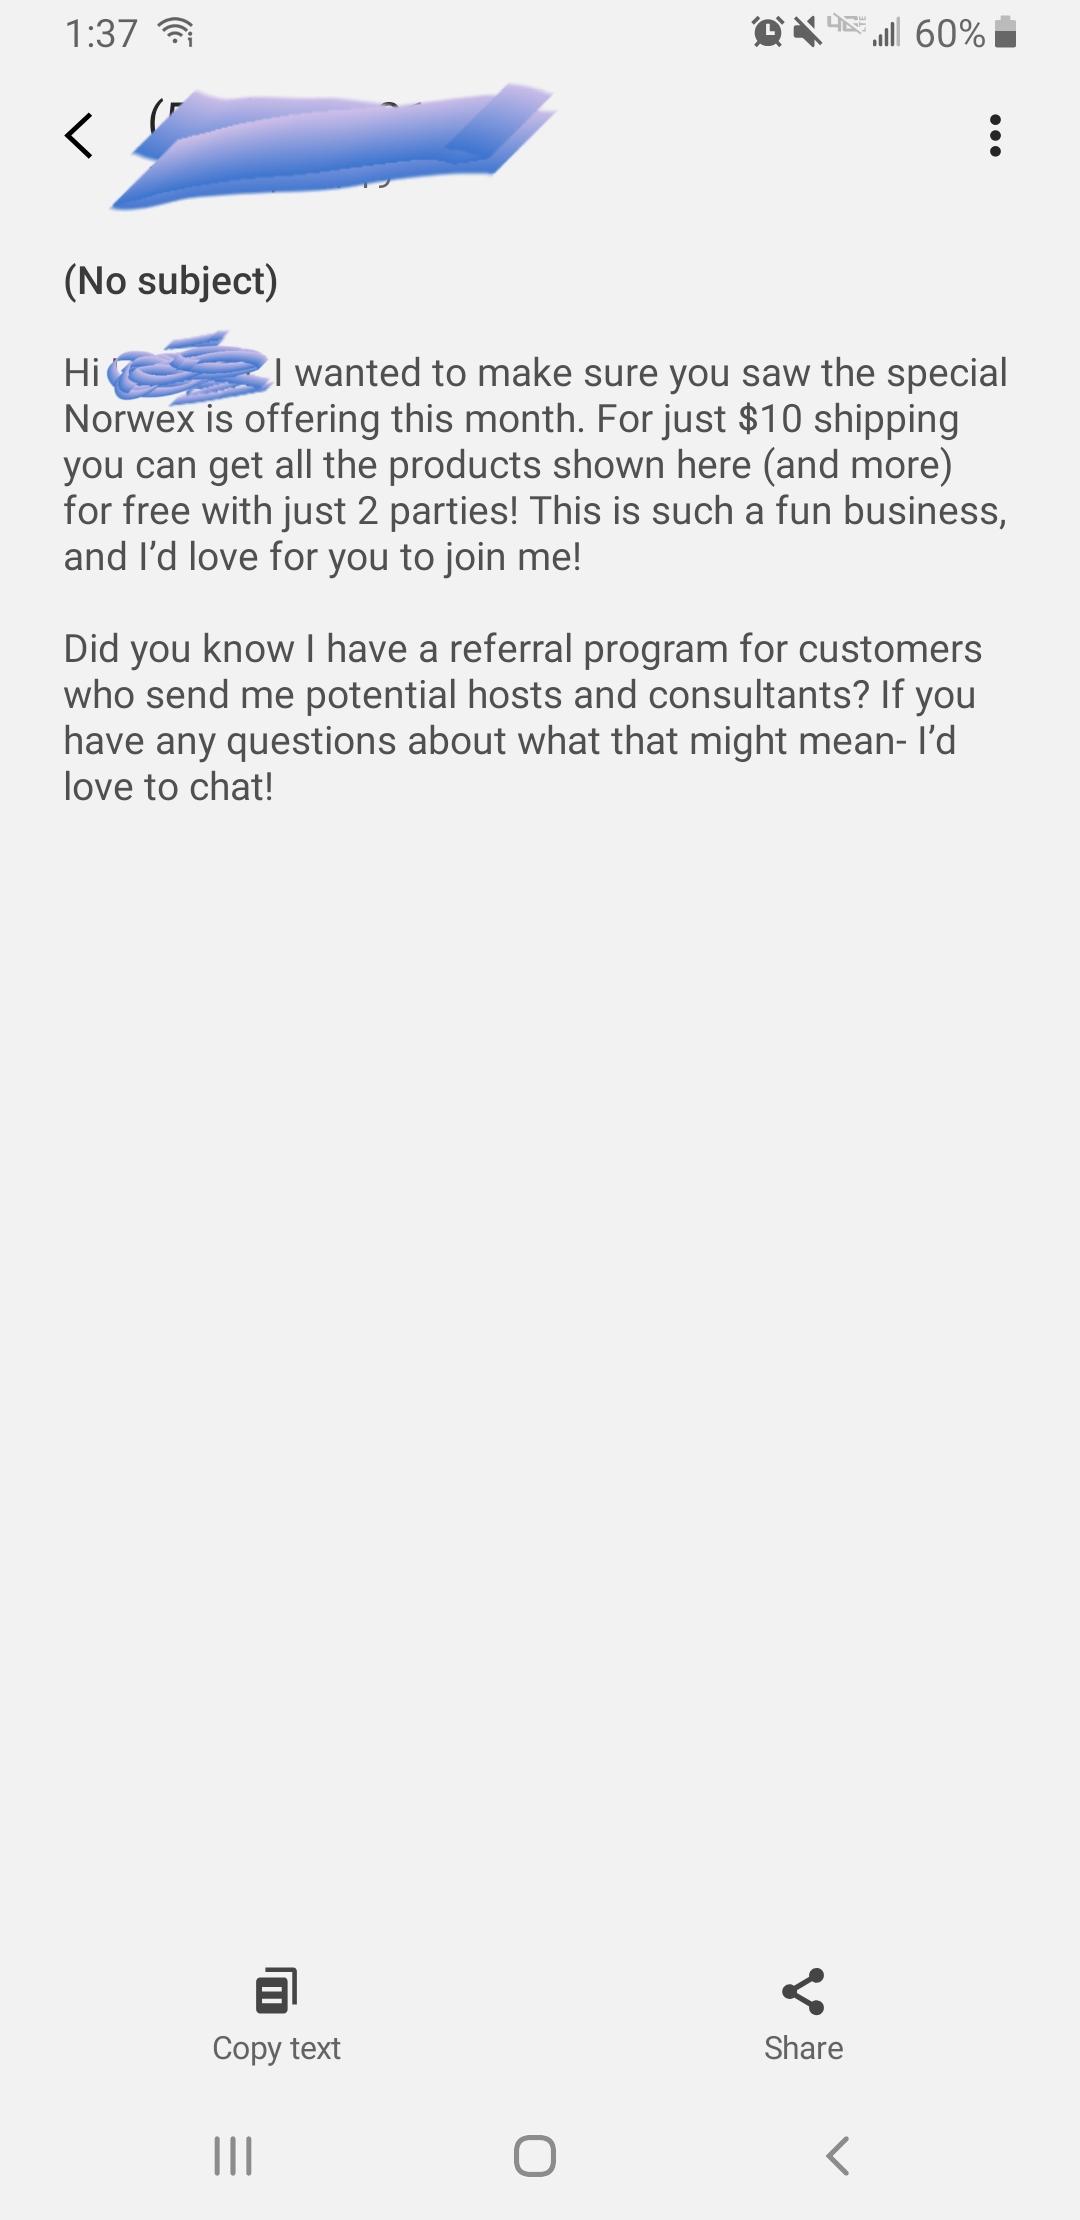 1:37 60%
(No subject)
Hi I wanted to make sure you saw the special
Norwex is offering this month. For just $10 shipping
you can get all the products shown here (and more)
for free with just 2 parties! This is such a fun business,
and I’d love for you to join me!
Did you know I have a referral program for customers
who send me potential hosts and consultants? If you
have any questions about what that might mean- I’d
love to chat!
Copy text Share